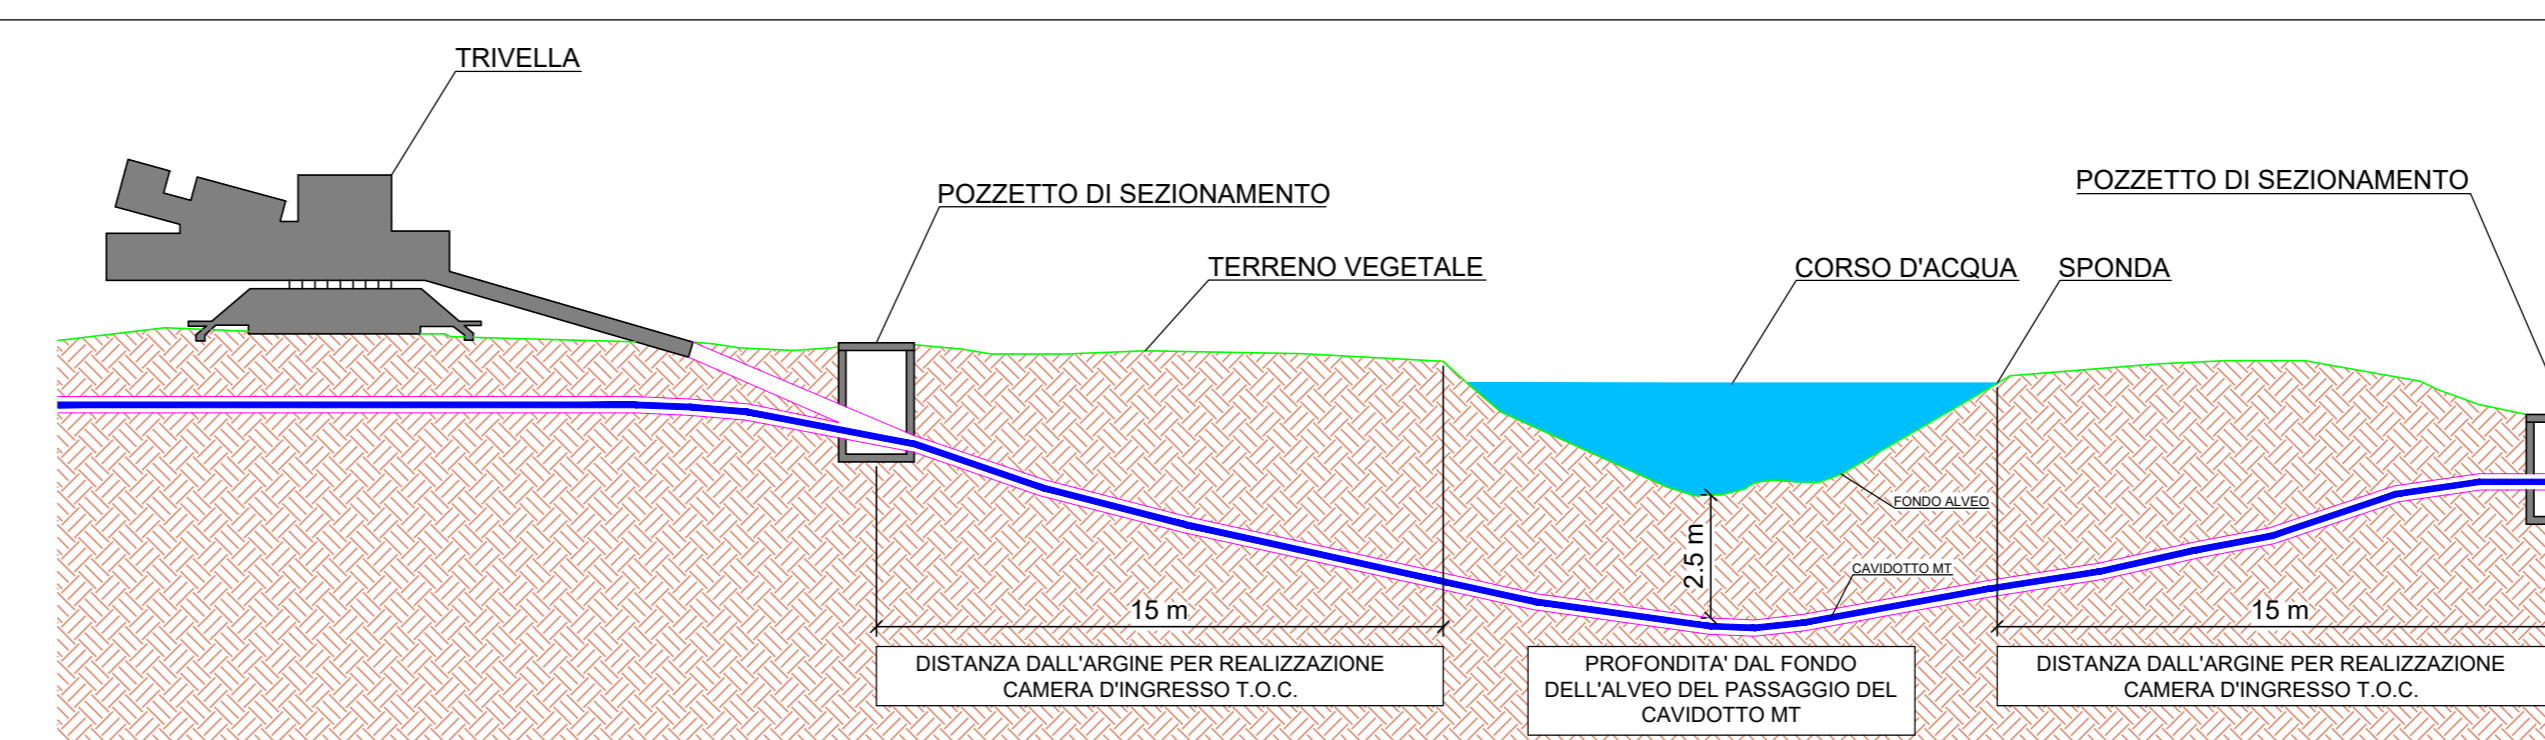 TRIVELLA
POZZETTO DI SEZIONAMENTO
POZZETTO DI SEZIONAMENTO
TERRENO VEGETALE
CORSO D'ACQUA
SPONDA
FONDO ALVEO
2.5 m
CAVIDOTTO MT
15 m
15 m
DISTANZA DALL'ARGINE PER REALIZZAZIONE
CAMERA D'INGRESSO T.O.C.
PROFONDITA' DAL FONDO
DELL'ALVEO DEL PASSAGGIO DEL
CAVIDOTTO MT
DISTANZA DALL'ARGINE PER REALIZZAZIONE
CAMERA D'INGRESSO T.O.C.